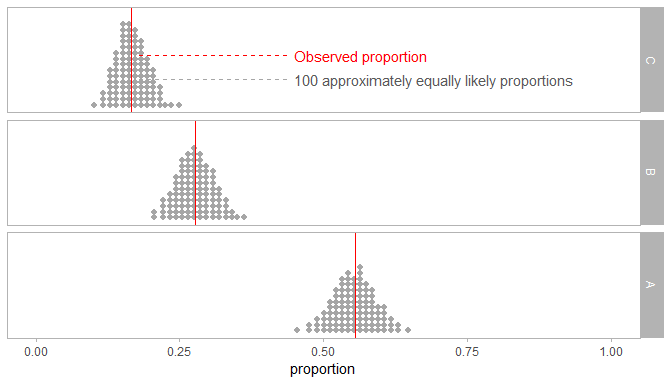 C
Observed proportion
100 approximately equally likely proportions
B
A
0.00 0.25 0.50 0.75 1.00
proportion